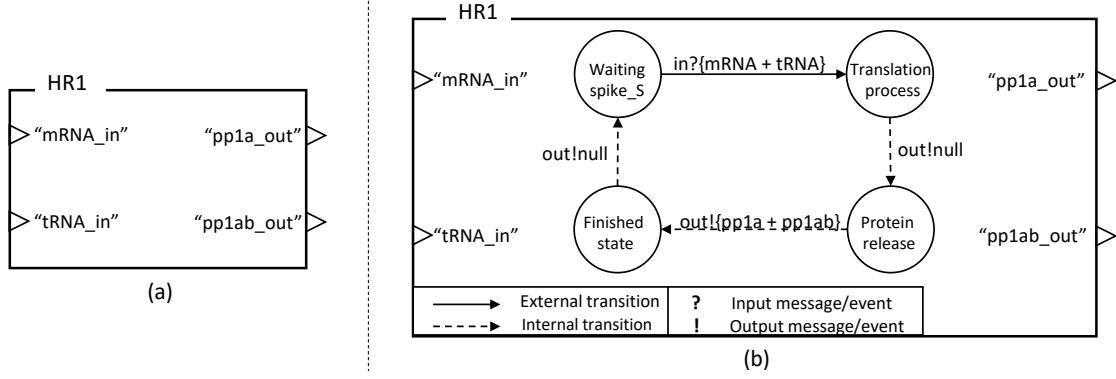 HR1
“mRNA_in”
“pp1a_out”
“tRNA_in”
“pp1ab_out”
(a)
HR1
“mRNA_in”
Waiting
spike_S
in?{mRNA + tRNA}
Translation
process
“pp1a_out”
out!null
out!null
“tRNA_in”
Finished
state
out!{pp1a + pp1ab}
Protein
release
“pp1ab_out”
External transition
? Input message/event
Internal transition
! Output message/event
(b)